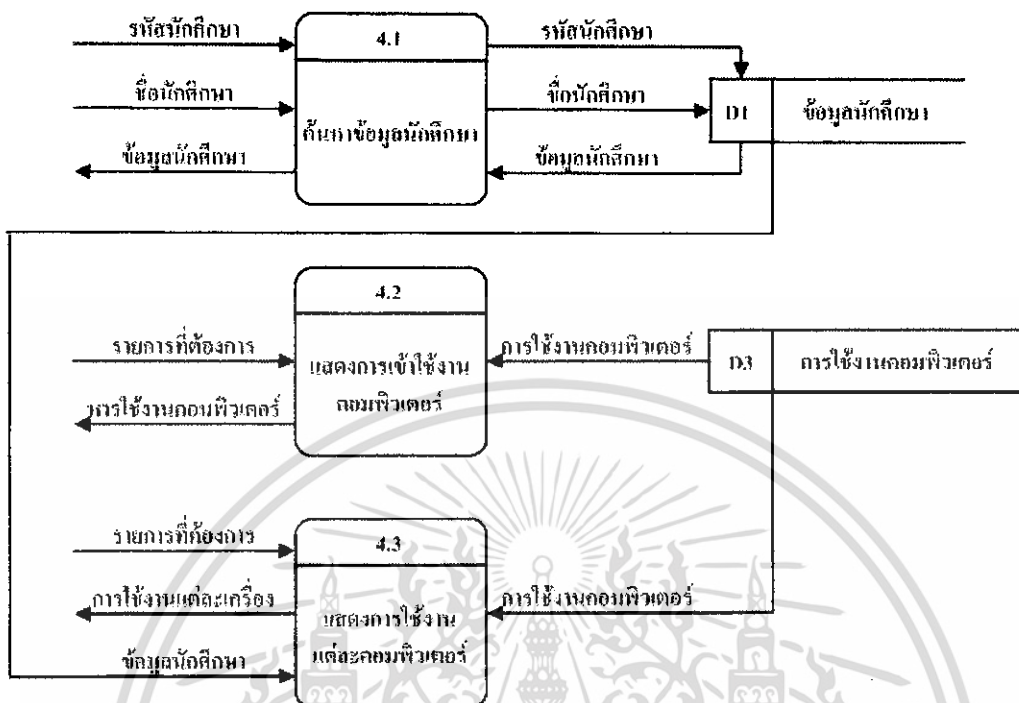 รหัสนักศึกษา
4.1
รหัสนักศึกษา
ชื่อนักศึกษา
ค้นหาข้อมูลนักศึกษา
ชื่อนักศึกษา
D1
ข้อมูลนักศึกษา
ข้อมูลนักศึกษา
ข้อมูลนักศึกษา
4.2
รายการที่ต้องการ
แสดงการเข้าใช้งาน
คอมพิวเตอร์
การใช้งานคอมพิวเตอร์
D3
การใช้งานคอมพิวเตอร์
การใช้งานคอมพิวเตอร์
รายการที่ต้องการ
4.3
การใช้งานแต่ละเครื่อง
แสดงการใช้งาน
แต่ละคอมพิวเตอร์
การใช้งานคอมพิวเตอร์
ข้อมูลนักศึกษา